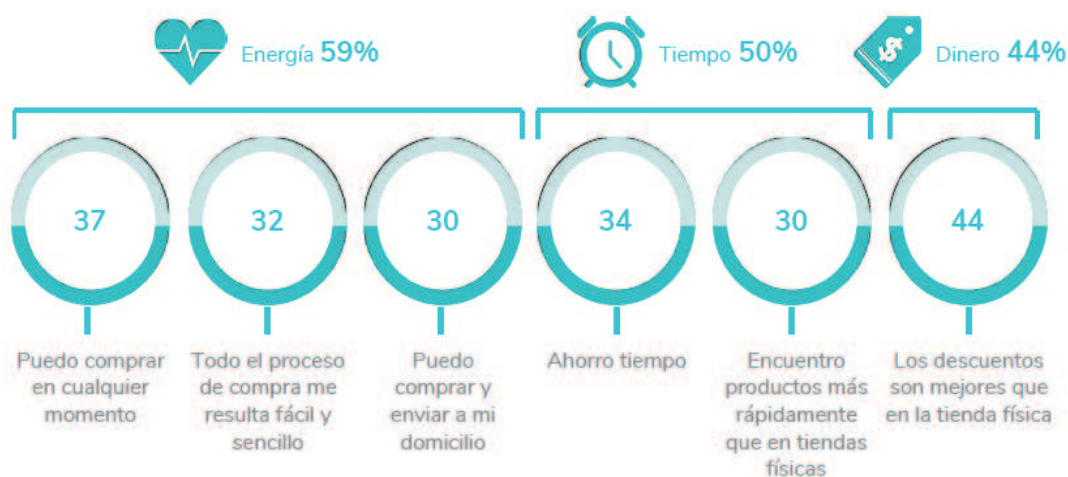 Energía 59%
Tiempo 50%
Dinero 44%
37
32
30
34
30
44
Puedo comprar
en cualquier
momento
Todo el proceso
de compra me
resulta fácil y
sencillo
Puedo
comprar y
enviar a mi
domicilio
Ahorro tiempo
Encuentro
productos más
rápidamente
que en tiendas
físicas
Los descuentos
son mejores que
en la tienda física